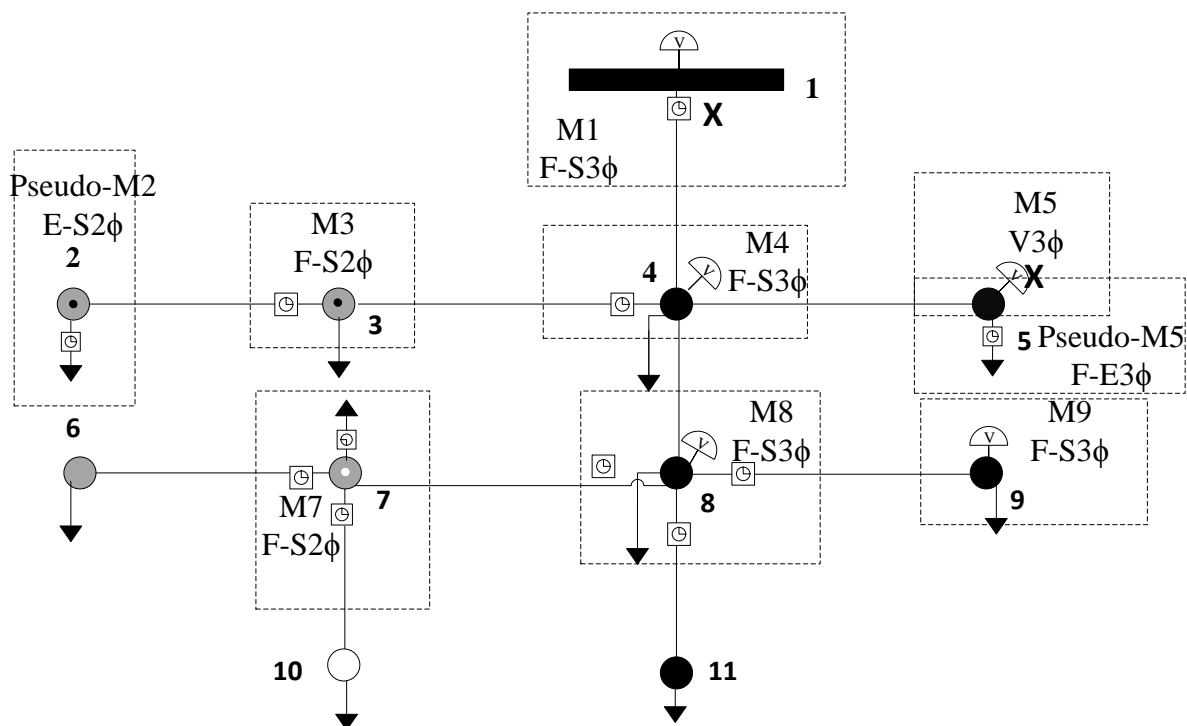 V
1
X
M1
F-S3ϕ
Pseudo-M2
E-S2ϕ
2
M3
F-S2ϕ
3
4
V
M4
F-S3ϕ
M5
V3ϕ
V
X
5
Pseudo-M5
F-E3ϕ
6
M7
F-S2ϕ
7
V
M8
F-S3ϕ
8
M9
V
F-S3ϕ
9
10
11